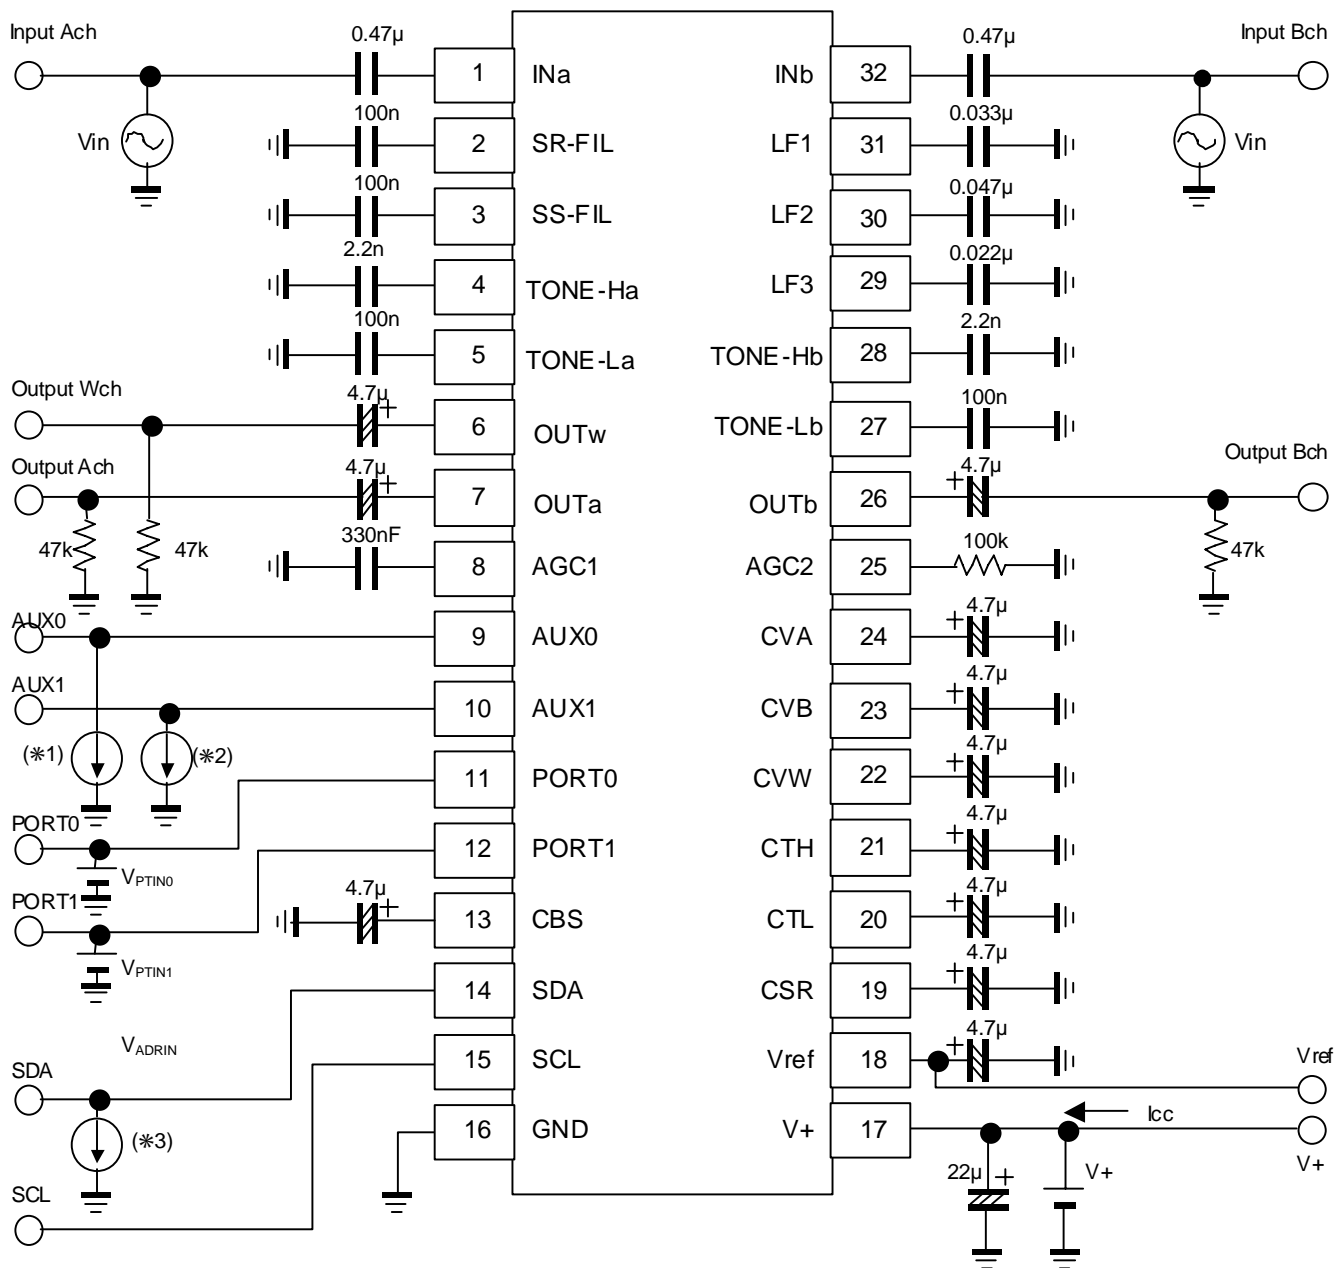 Input Ach
0.47µ
1
INa
INb
32
0.47µ
Input Bch
Vin
100n
2
SR-FIL
LF1
31
0.033µ
Vin
100n
3
SS-FIL
LF2
30
0.047µ
2.2n
4
TONE-Ha
LF3
29
0.022µ
100n
5
TONE-La
TONE-Hb
28
2.2n
Output Wch
4.7µ
+
6
OUTw
TONE-Lb
27
100n
Output Ach
4.7µ
+
7
OUTa
OUTb
26
+
4.7µ
Output Bch
47k
47k
330nF
8
AGC1
AGC2
25
100k
47k
AUX0
9
AUX0
CVA
24
+
4.7µ
AUX1
10
AUX1
CVB
23
+
4.7µ
(※1)
(※2)
11
PORT0
CVW
22
+
4.7µ
PORT0
VPTIN0
12
PORT1
CTH
21
+
4.7µ
PORT1
VPTIN1
4.7µ
+
13
CBS
CTL
20
+
4.7µ
14
SDA
CSR
19
+
4.7µ
VADRIN
SDA
15
SCL
Vref
18
+
4.7µ
Vref
(※3)
16
GND
V+
17
Icc
V+
22µ
+
V+
SCL